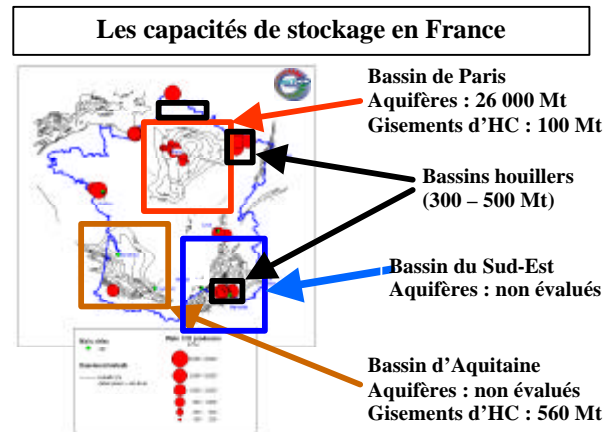 Les capacités de stockage en France
Bassin de Paris
Aquifères : 26 000 Mt
Gisements d'HC : 100 Mt
Bassins houillers
(300 – 500 Mt)
Bassin du Sud-Est
Aquifères : non évalués
Bassin d'Aquitaine
Aquifères : non évalués
Gisements d'HC : 560 Mt